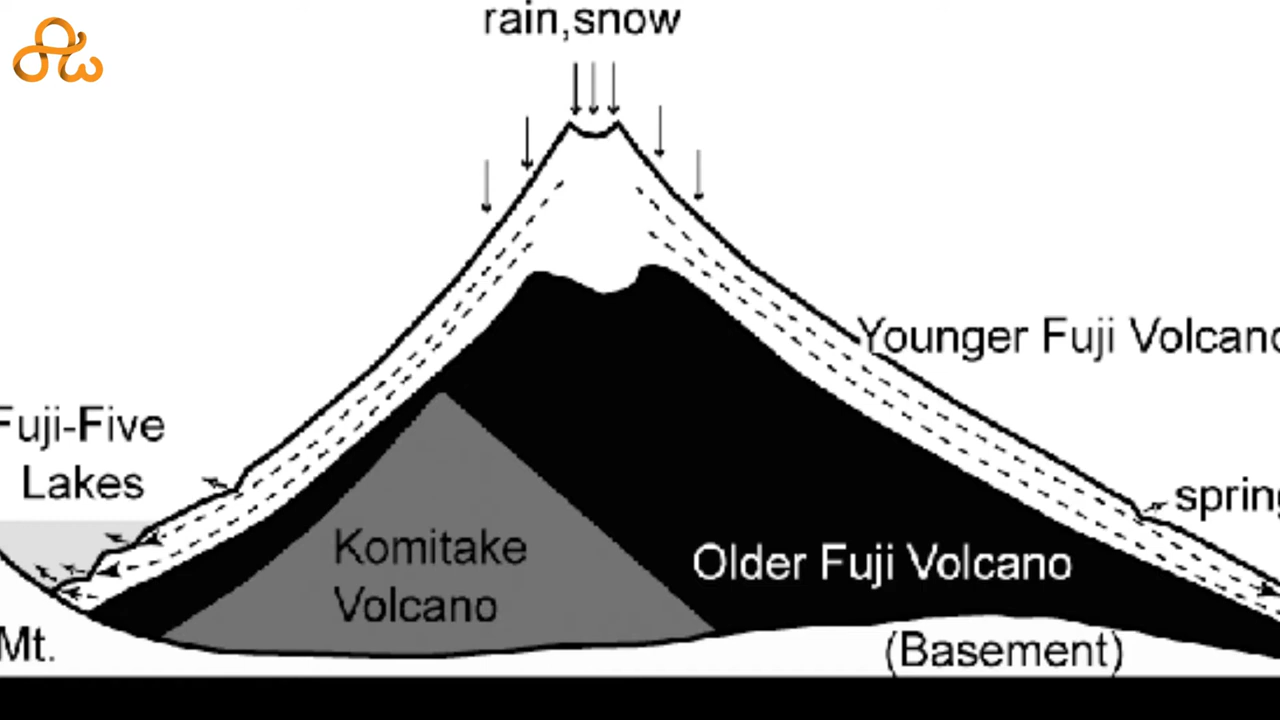 rain,snow
Younger Fuji Volcano
Fuji-Five
Lakes
spring
Komitake
Volcano
Older Fuji Volcano
Mt.
(Basement)